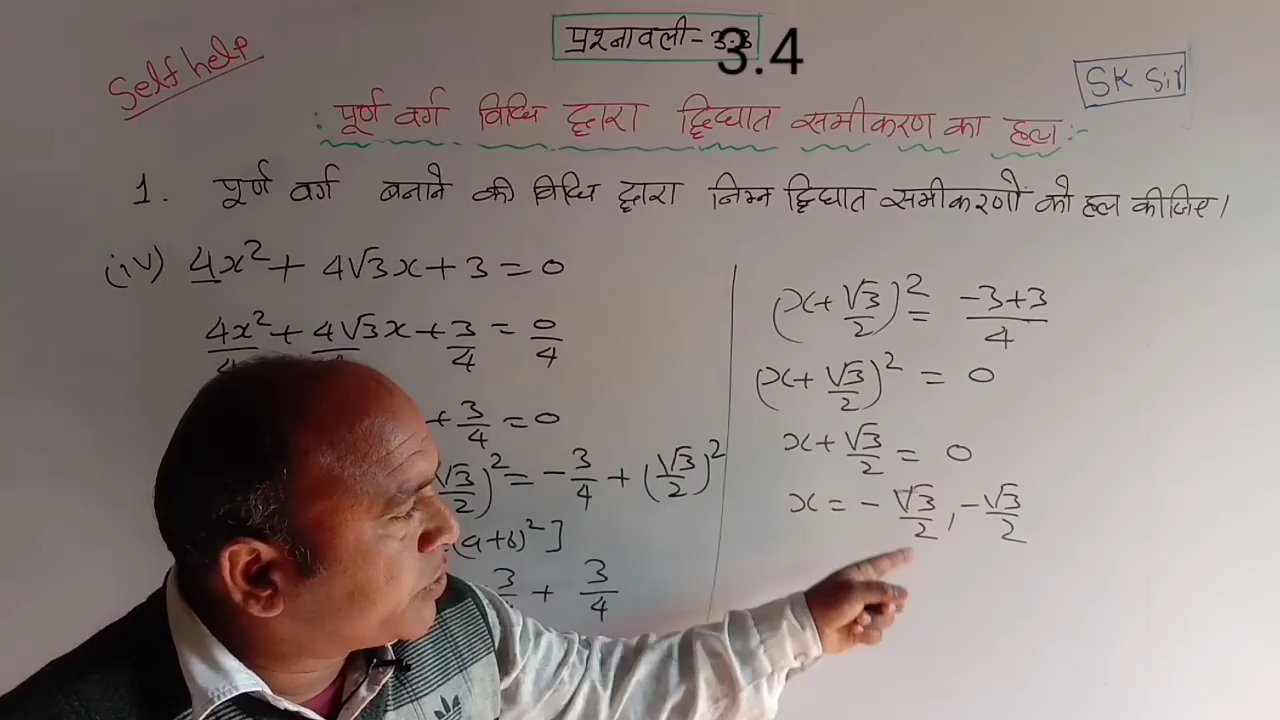 Self help
प्रश्नावली - 3.4
SK Sir
: पूर्ण वर्ग विधि द्वारा द्विघात समीकरण का हल :-
1. पूर्ण वर्ग बनाने की विधि द्वारा निम्न द्विघात समीकरणों को हल कीजिए।
(iv) 4x² + 4√3x + 3 = 0
4x²/4 + 4√3x/4 + 3/4 = 0/4
+ 3/4 = 0
√3/2)² = -3/4 + (√3/2)²
(a+b)²]
3/4 + 3/4
(x + √3/2)² = (-3+3)/4
(x + √3/2)² = 0
x + √3/2 = 0
x = -√3/2, -√3/2